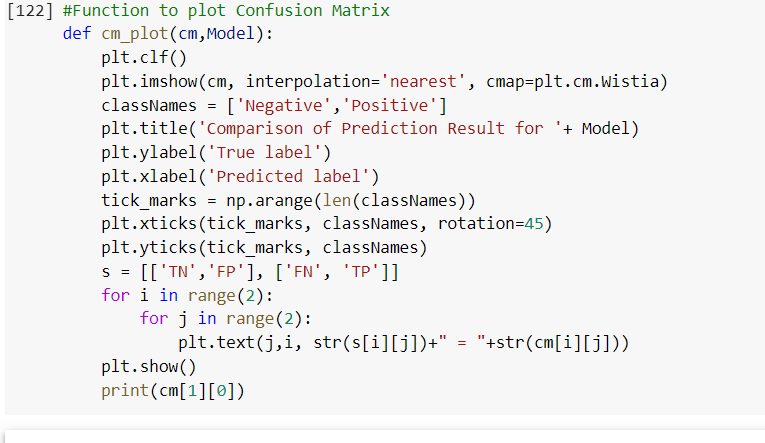 [122] #Function to plot Confusion Matrix
def cm_plot(cm,Model):
    plt.clf()
    plt.imshow(cm, interpolation='nearest', cmap=plt.cm.Wistia)
    classNames = ['Negative','Positive']
    plt.title('Comparison of Prediction Result for '+ Model)
    plt.ylabel('True label')
    plt.xlabel('Predicted label')
    tick_marks = np.arange(len(classNames))
    plt.xticks(tick_marks, classNames, rotation=45)
    plt.yticks(tick_marks, classNames)
    s = [['TN','FP'], ['FN', 'TP']]
    for i in range(2):
        for j in range(2):
            plt.text(j,i, str(s[i][j])+" = "+str(cm[i][j]))
    plt.show()
    print(cm[1][0])